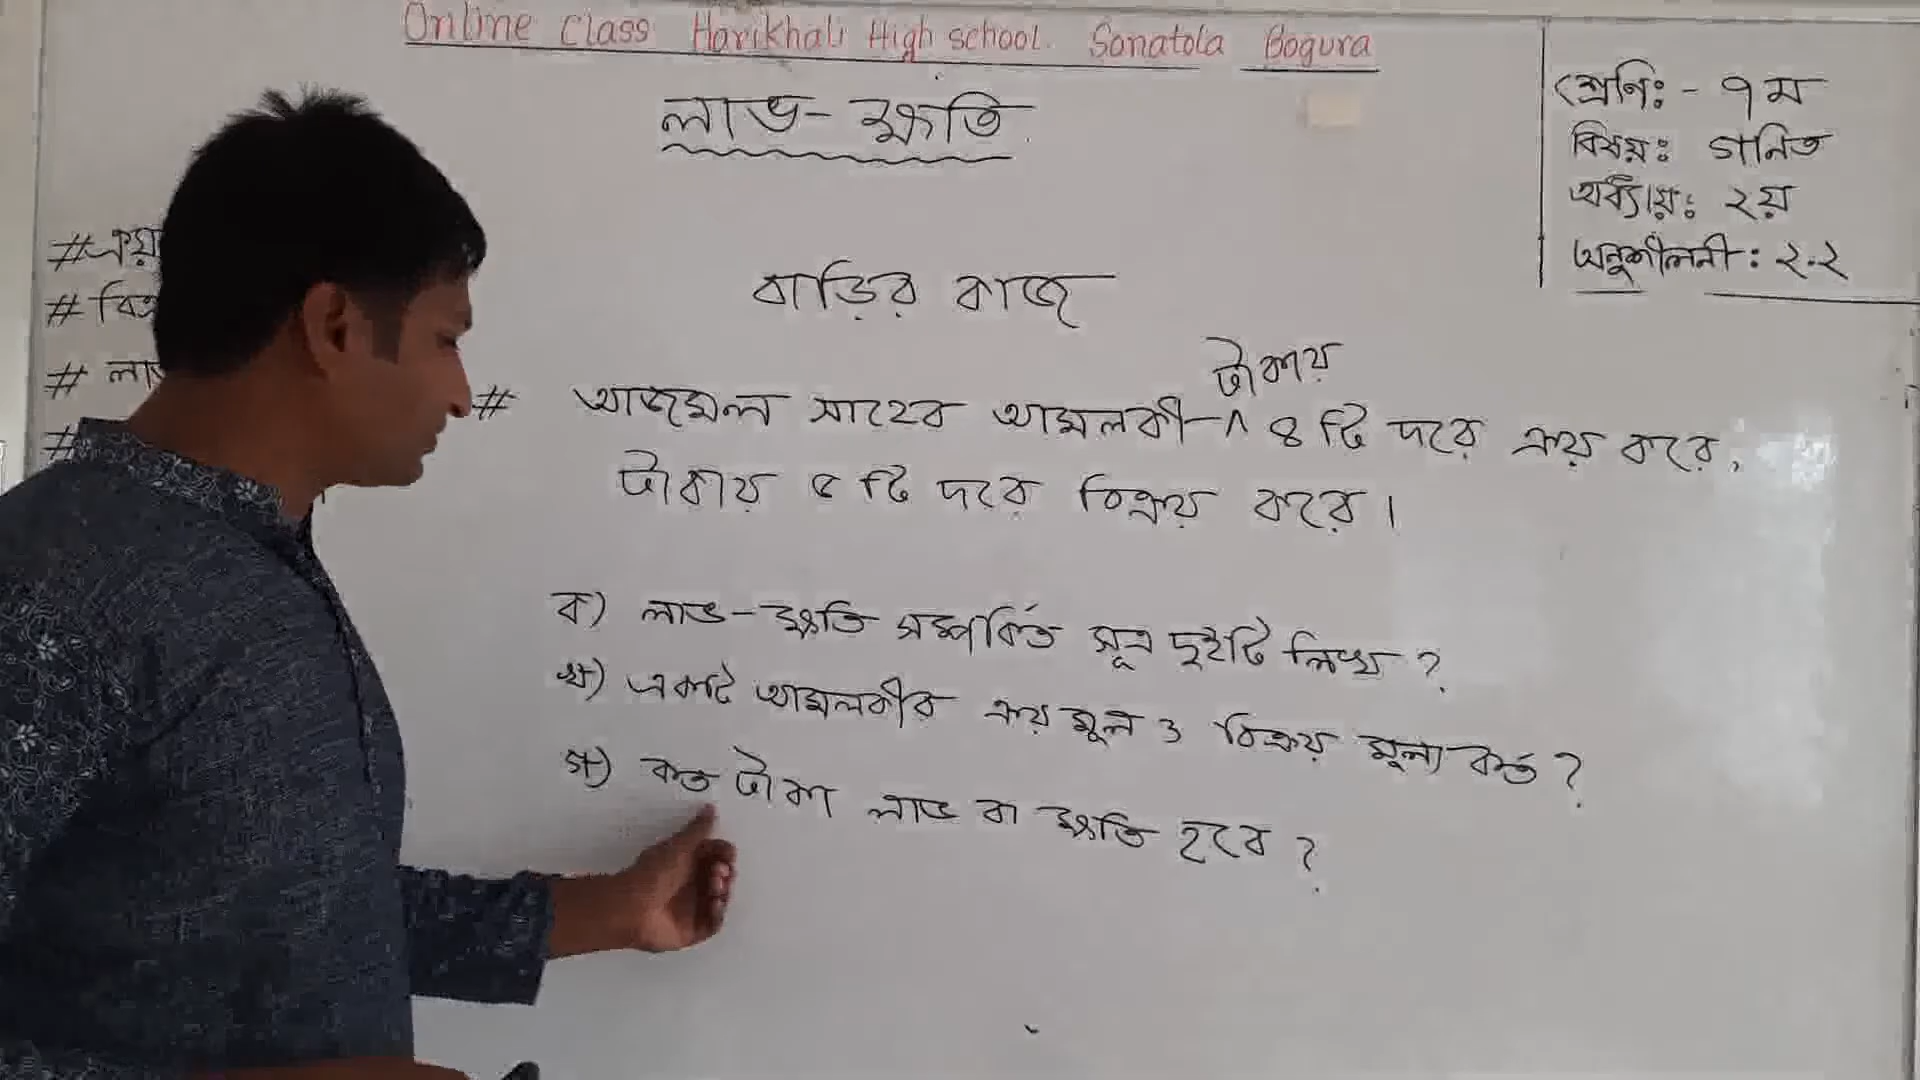 Online Class Harikhali High school. Sonatola Bogura
লাভ-ক্ষতি
শ্রেণি:- ৭ম
বিষয়: গনিত
অধ্যায়: ২য়
অনুশীলনী: ২.২
#ক্রয়
# বিক্র
# লাভ
#
বাড়ির কাজ
টাকায়
# আজমল সাহেব আমলকী ^ ৪ টি দরে ক্রয় করে,
টাকায় ৫ টি দরে বিক্রয় করে।
ক) লাভ-ক্ষতি সম্পর্কিত সূত্র দুইটি লিখ?
খ) একটি আমলকীর ক্রয় মূল ও বিক্রয় মূল্য কত?
গ) কত টাকা লাভ বা ক্ষতি হবে?